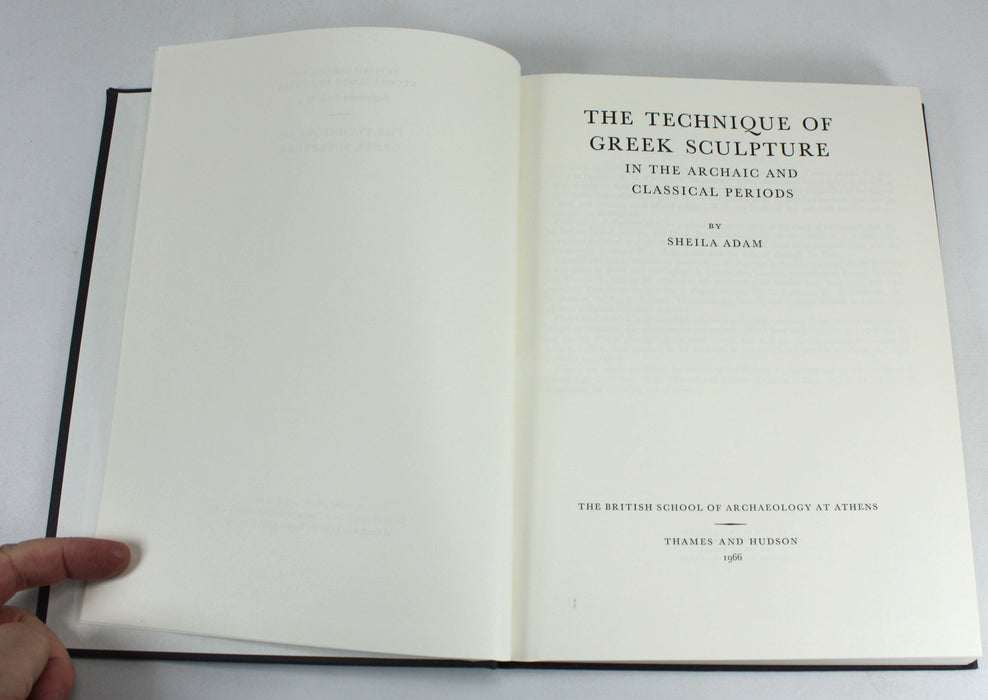 THE TECHNIQUE OF
GREEK SCULPTURE
IN THE ARCHAIC AND
CLASSICAL PERIODS
BY
SHEILA ADAM
THE BRITISH SCHOOL OF ARCHAEOLOGY AT ATHENS
THAMES AND HUDSON
1966